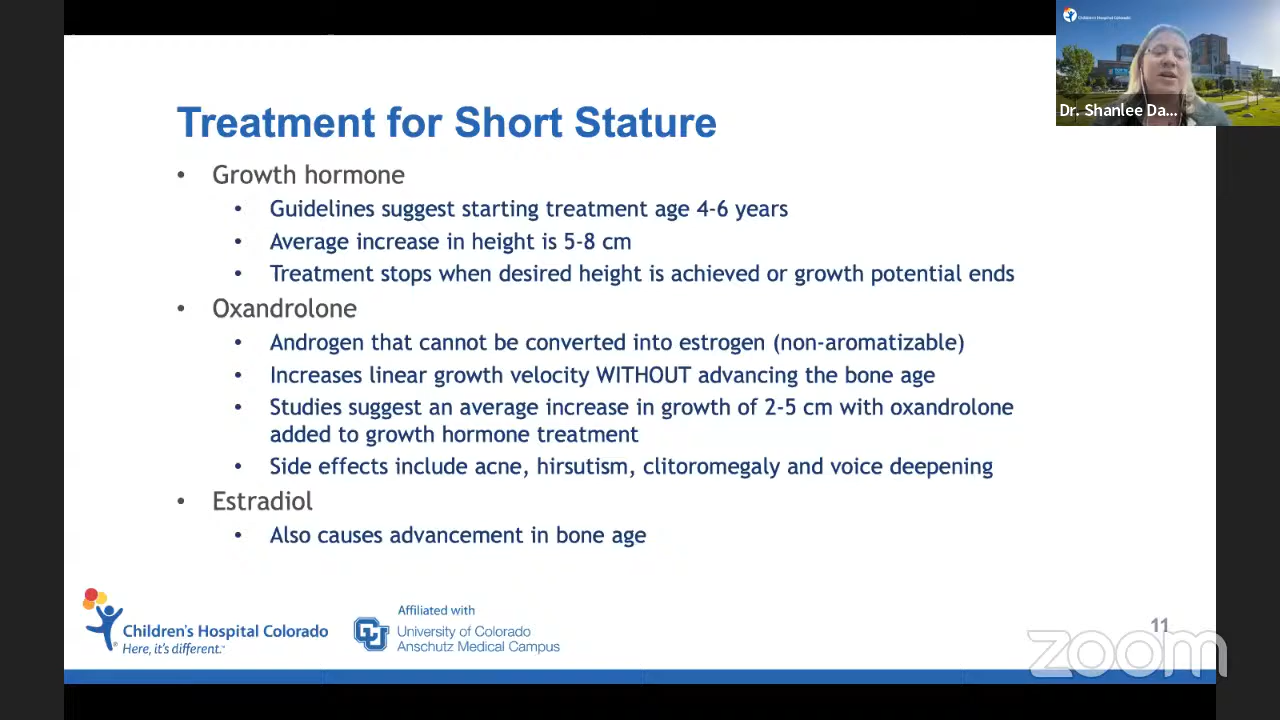 Children's Hospital Colorado
Dr. Shanlee Da...
Treatment for Short Stature
• Growth hormone
• Guidelines suggest starting treatment age 4-6 years
• Average increase in height is 5-8 cm
• Treatment stops when desired height is achieved or growth potential ends
• Oxandrolone
• Androgen that cannot be converted into estrogen (non-aromatizable)
• Increases linear growth velocity WITHOUT advancing the bone age
• Studies suggest an average increase in growth of 2-5 cm with oxandrolone
added to growth hormone treatment
• Side effects include acne, hirsutism, clitoromegaly and voice deepening
• Estradiol
• Also causes advancement in bone age
Children's Hospital Colorado
Here, it's different.™
Affiliated with
CU
University of Colorado
Anschutz Medical Campus
11
zoom